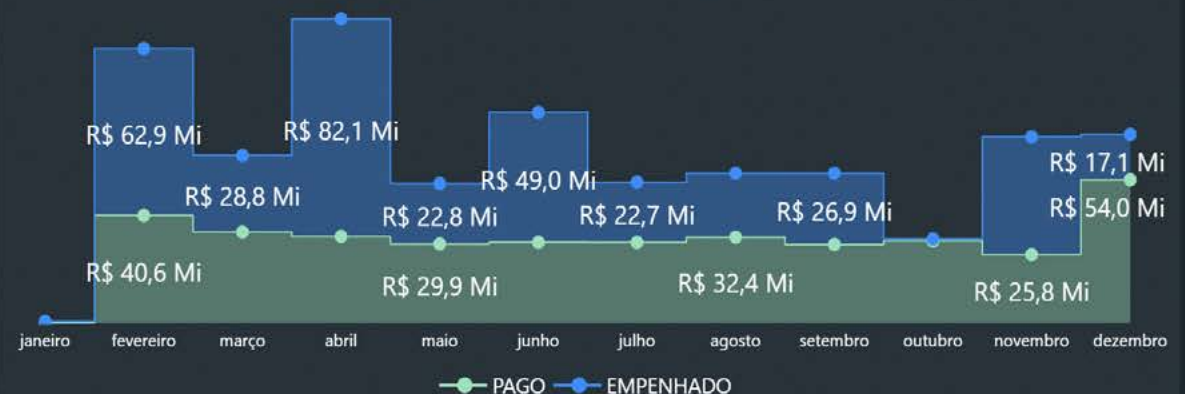 R$ 62,9 Mi
R$ 82,1 Mi
R$ 17,1 Mi
R$ 28,8 Mi
R$ 49,0 Mi
R$ 22,8 Mi
R$ 22,7 Mi
R$ 26,9 Mi
R$ 54,0 Mi
R$ 40,6 Mi
R$ 29,9 Mi
R$ 32,4 Mi
R$ 25,8 Mi
janeiro fevereiro março abril maio junho julho agosto setembro outubro novembro dezembro
PAGO EMPENHADO